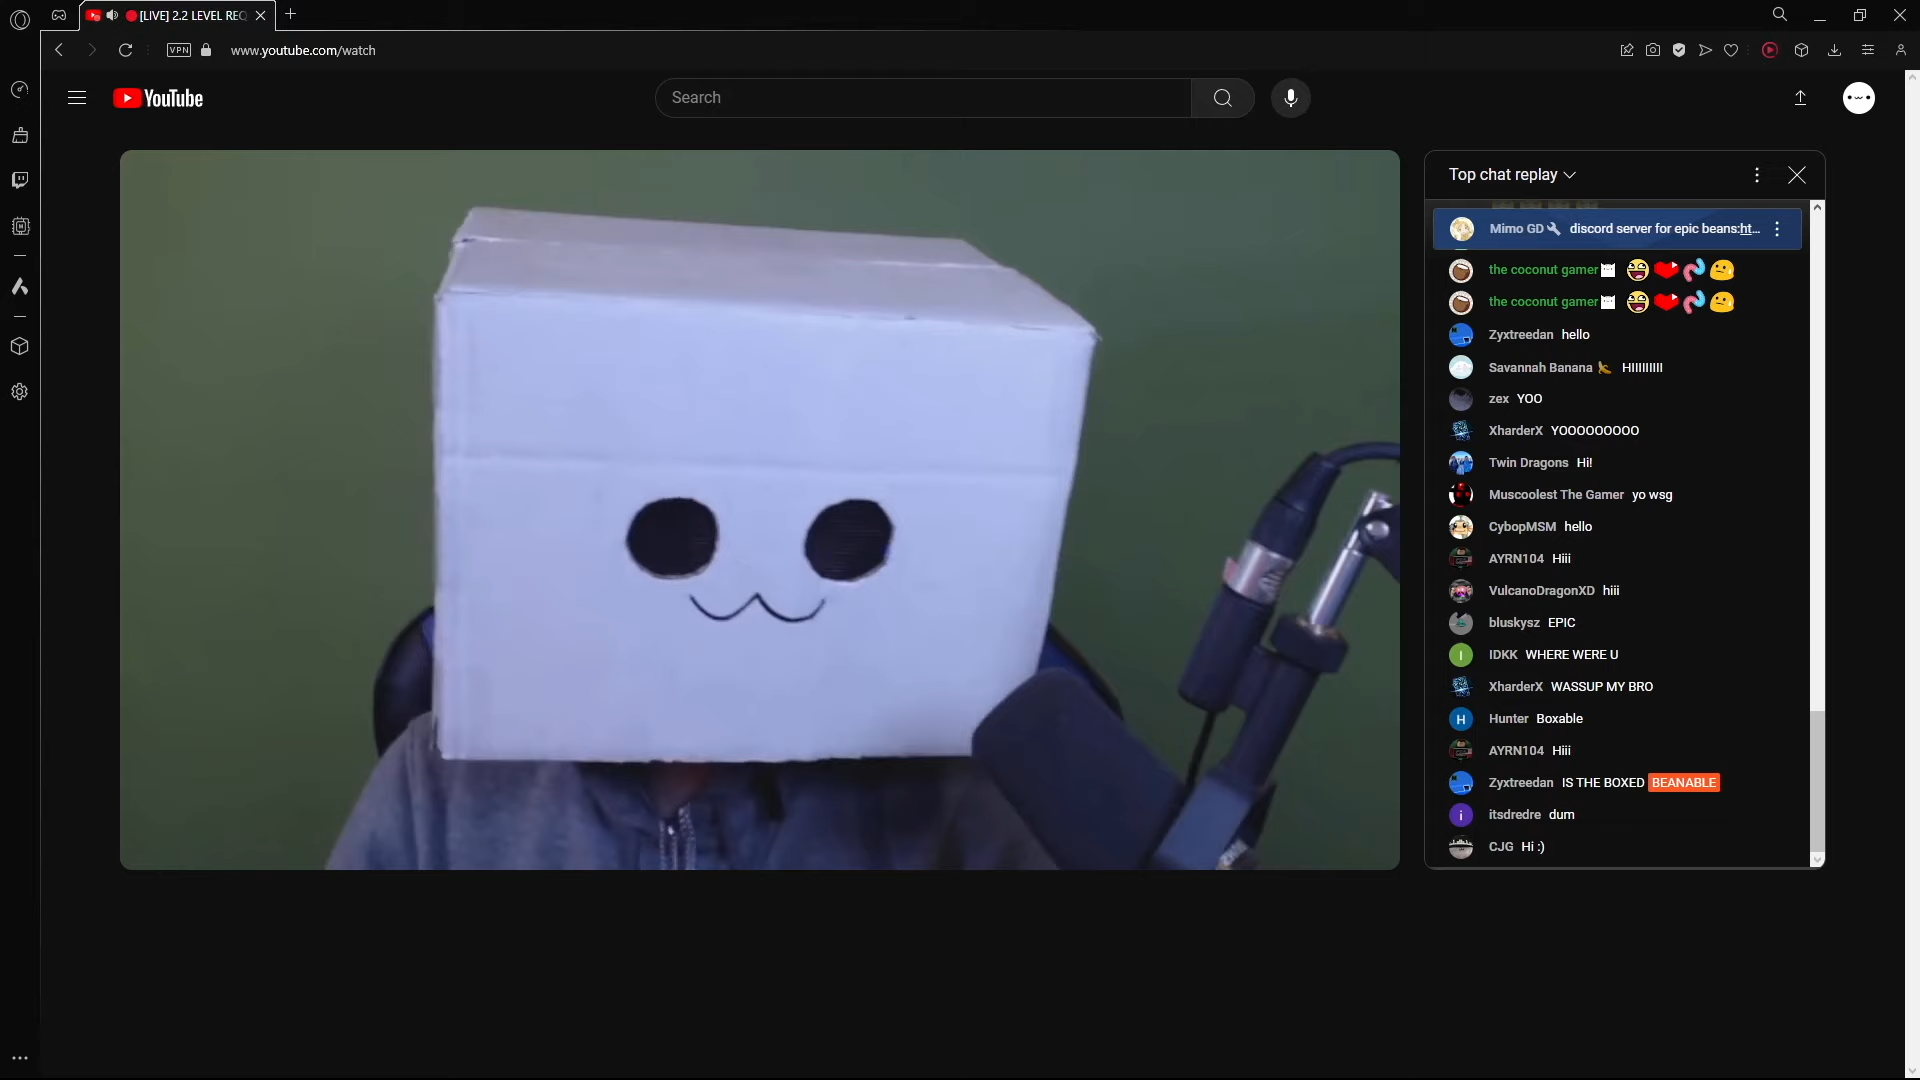 [LIVE] 2.2 LEVEL REQ
VPN
www.youtube.com/watch
YouTube
Search
Top chat replay
Mimo GD discord server for epic beans:ht...
the coconut gamer
the coconut gamer
Zyxtreedan hello
Savannah Banana HIIIIIIIII
zex YOO
XharderX YOOOOOOOOO
Twin Dragons Hi!
Muscoolest The Gamer yo wsg
CybopMSM hello
AYRN104 Hiii
VulcanoDragonXD hiii
bluskysz EPIC
I IDKK WHERE WERE U
XharderX WASSUP MY BRO
H Hunter Boxable
AYRN104 Hiii
Zyxtreedan IS THE BOXED BEANABLE
i itsdredre dum
CJG Hi :)